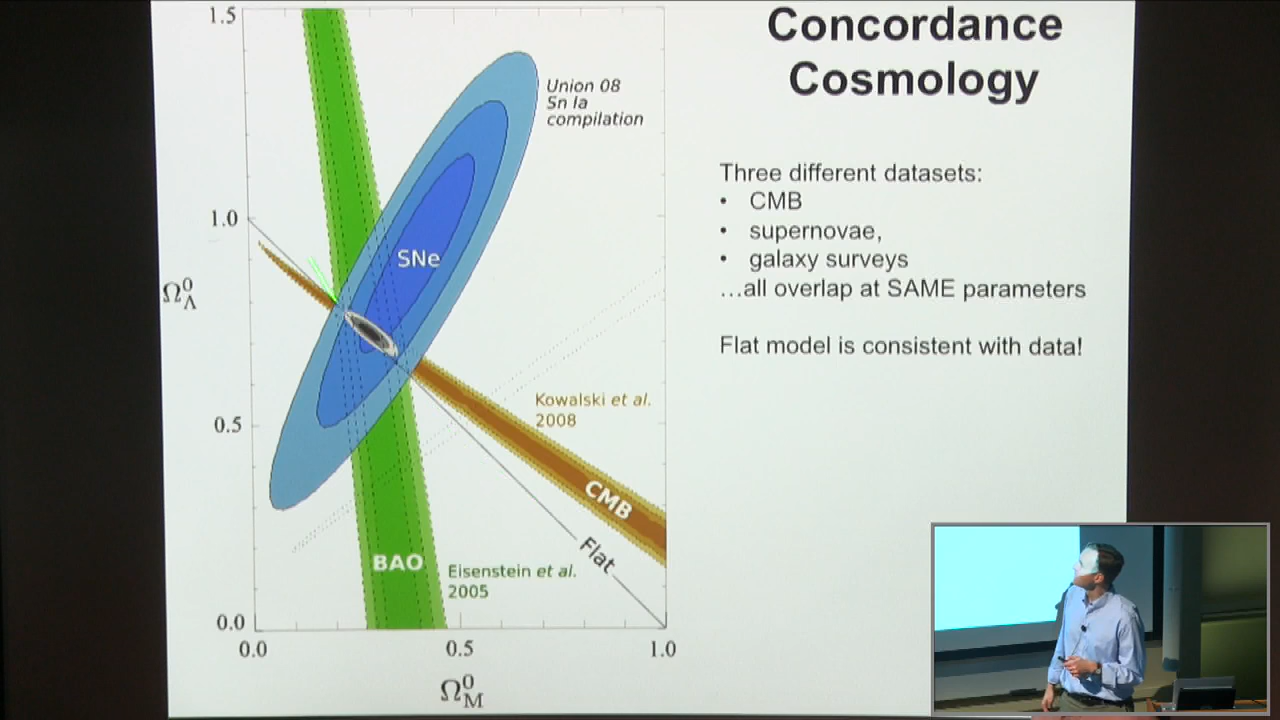 Concordance
Cosmology
Three different datasets:
• CMB
• supernovae,
• galaxy surveys
...all overlap at SAME parameters
Flat model is consistent with data!
1.5
1.0
0.5
0.0
Ω⁰_Λ
0.0
0.5
1.0
Ω⁰_M
Union 08
Sn Ia
compilation
SNe
Kowalski et al.
2008
CMB
Flat
BAO
Eisenstein et al.
2005